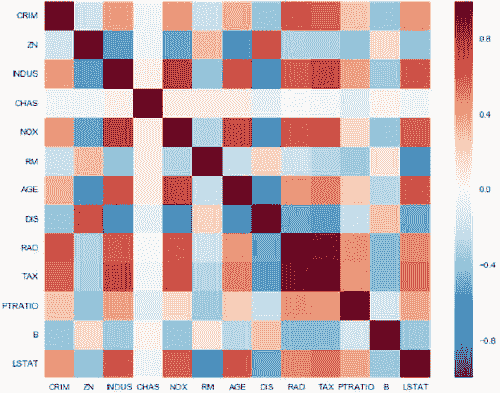 CRIM
ZN
INDUS
CHAS
NOX
RM
AGE
DIS
RAD
TAX
PTRATIO
B
LSTAT
CRIM ZN INDUS CHAS NOX RM AGE DIS RAD TAX PTRATIO B LSTAT
0.8
0.4
0.0
−0.4
−0.8